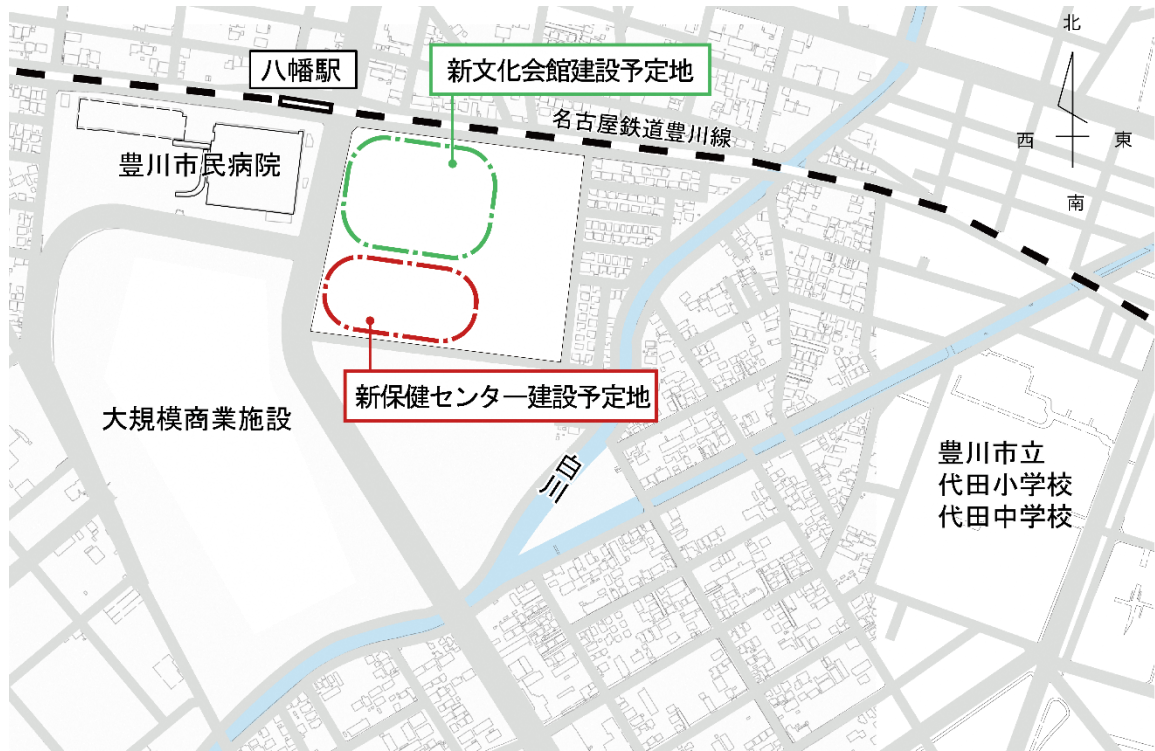 北
八幡駅
新文化会館建設予定地
名古屋鉄道豊川線
西
東
豊川市民病院
南
新保健センター建設予定地
大規模商業施設
豊川市立
代田小学校
代田中学校
白川